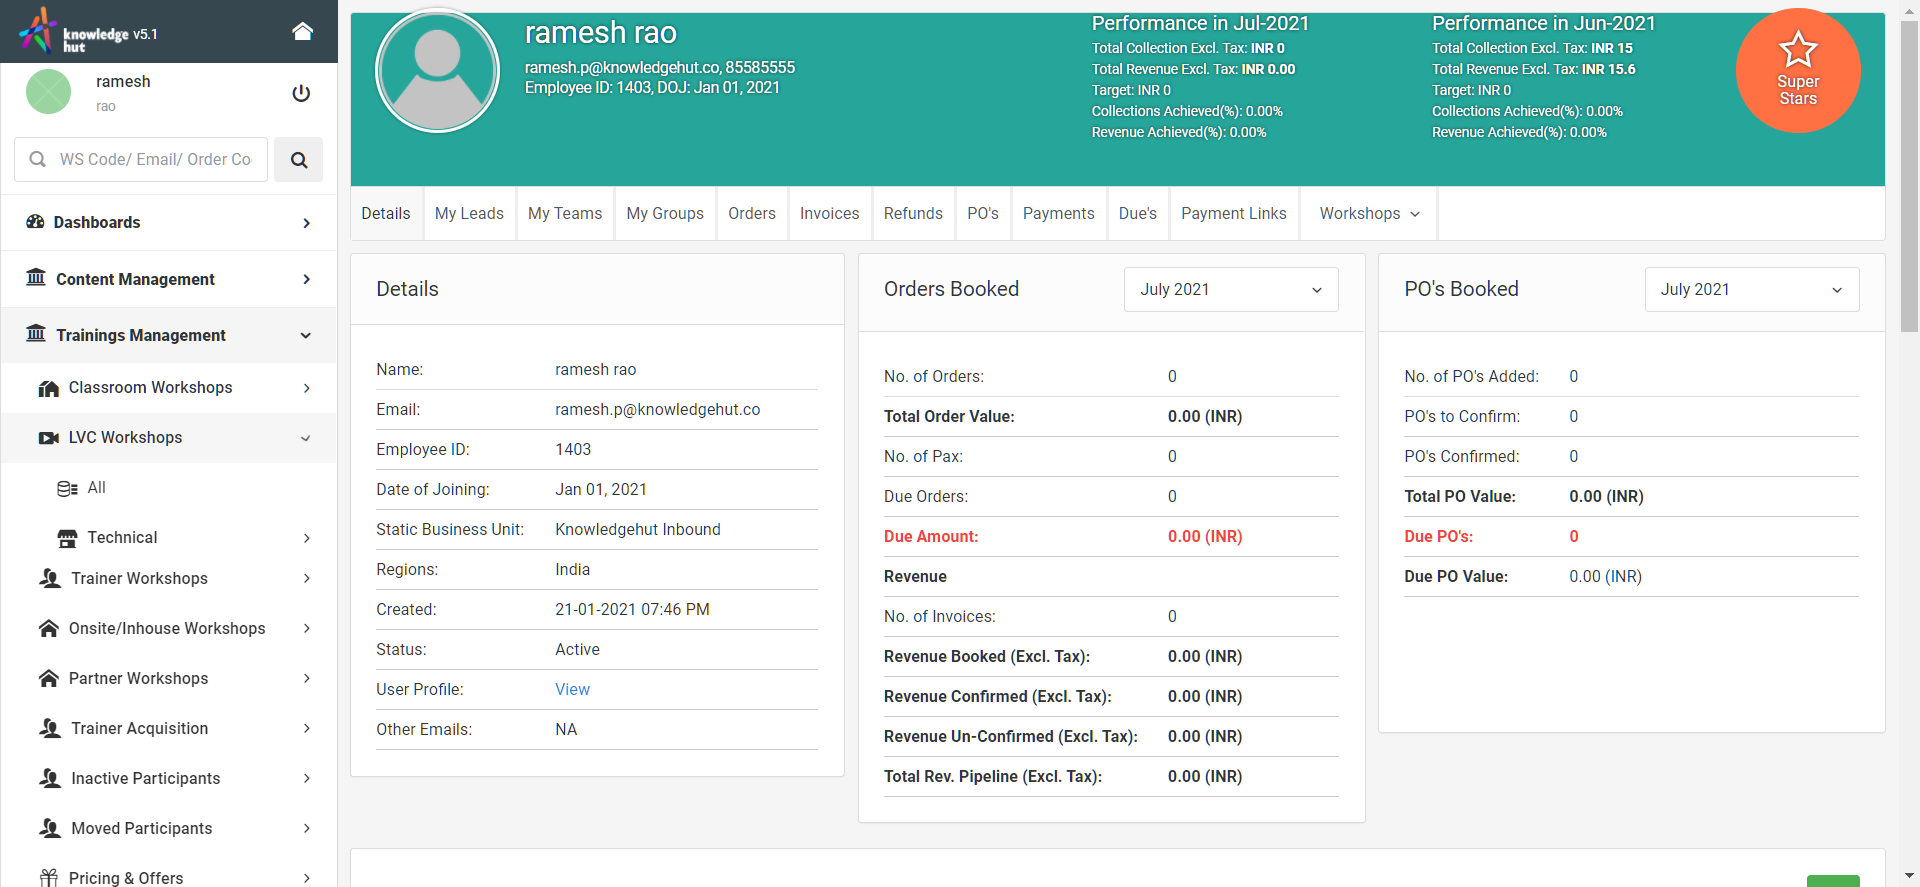 knowledge hut v5.1
ramesh
rao
WS Code/ Email/ Order Co
Dashboards
Content Management
Trainings Management
Classroom Workshops
LVC Workshops
All
Technical
Trainer Workshops
Onsite/Inhouse Workshops
Partner Workshops
Trainer Acquisition
Inactive Participants
Moved Participants
Pricing & Offers
ramesh rao
ramesh.p@knowledgehut.co, 85585555
Employee ID: 1403, DOJ: Jan 01, 2021
Performance in Jul-2021
Total Collection Excl. Tax: INR 0
Total Revenue Excl. Tax: INR 0.00
Target: INR 0
Collections Achieved(%): 0.00%
Revenue Achieved(%): 0.00%
Performance in Jun-2021
Total Collection Excl. Tax: INR 15
Total Revenue Excl. Tax: INR 15.6
Target: INR 0
Collections Achieved(%): 0.00%
Revenue Achieved(%): 0.00%
Super
Stars
Details My Leads My Teams My Groups Orders Invoices Refunds PO's Payments Due's Payment Links Workshops
Details
Name: ramesh rao
Email: ramesh.p@knowledgehut.co
Employee ID: 1403
Date of Joining: Jan 01, 2021
Static Business Unit: Knowledgehut Inbound
Regions: India
Created: 21-01-2021 07:46 PM
Status: Active
User Profile: View
Other Emails: NA
Orders Booked July 2021
No. of Orders: 0
Total Order Value: 0.00 (INR)
No. of Pax: 0
Due Orders: 0
Due Amount: 0.00 (INR)
Revenue
No. of Invoices: 0
Revenue Booked (Excl. Tax): 0.00 (INR)
Revenue Confirmed (Excl. Tax): 0.00 (INR)
Revenue Un-Confirmed (Excl. Tax): 0.00 (INR)
Total Rev. Pipeline (Excl. Tax): 0.00 (INR)
PO's Booked July 2021
No. of PO's Added: 0
PO's to Confirm: 0
PO's Confirmed: 0
Total PO Value: 0.00 (INR)
Due PO's: 0
Due PO Value: 0.00 (INR)